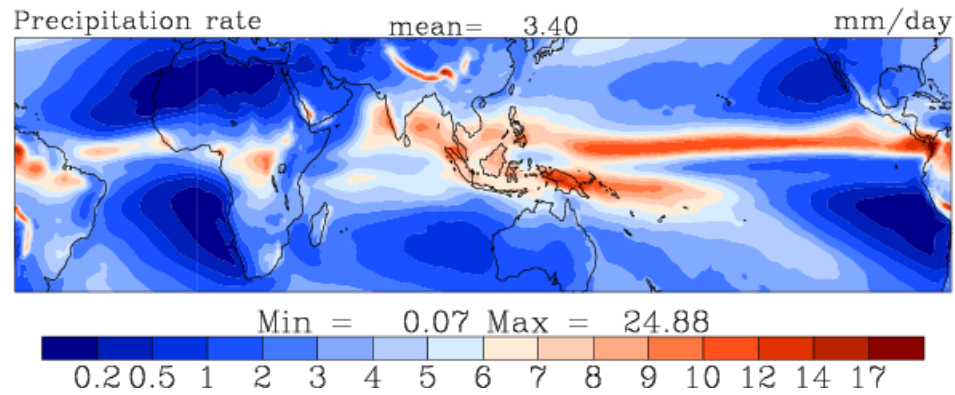 Precipitation rate mean= 3.40 mm/day
Min = 0.07 Max = 24.88
0.2 0.5 1 2 3 4 5 6 7 8 9 10 12 14 17